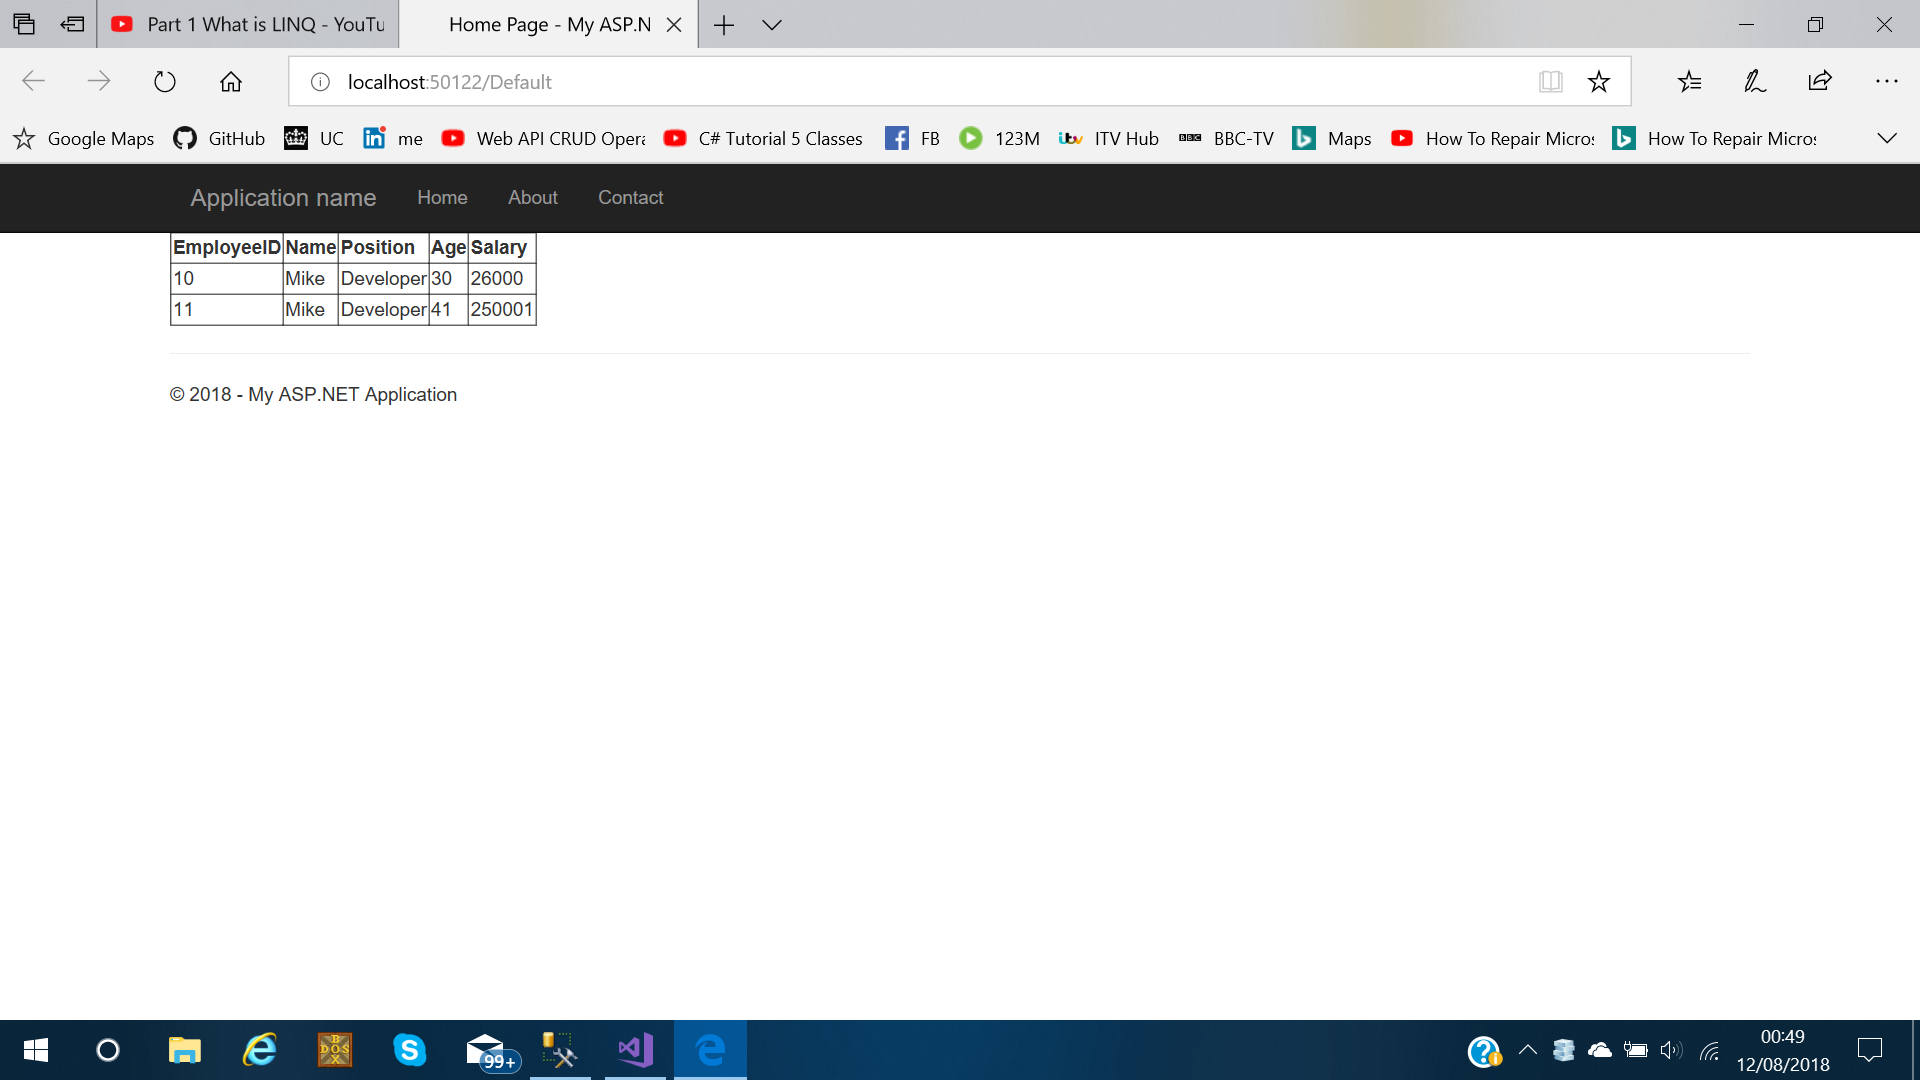 Part 1 What is LINQ - YouTu
Home Page - My ASP.N
localhost:50122/Default
Google Maps GitHub UC me Web API CRUD Opera C# Tutorial 5 Classes FB 123M ITV Hub BBC-TV Maps How To Repair Micros How To Repair Micros
Application name Home About Contact
EmployeeID Name Position Age Salary
10 Mike Developer 30 26000
11 Mike Developer 41 250001
© 2018 - My ASP.NET Application
99+
00:49
12/08/2018